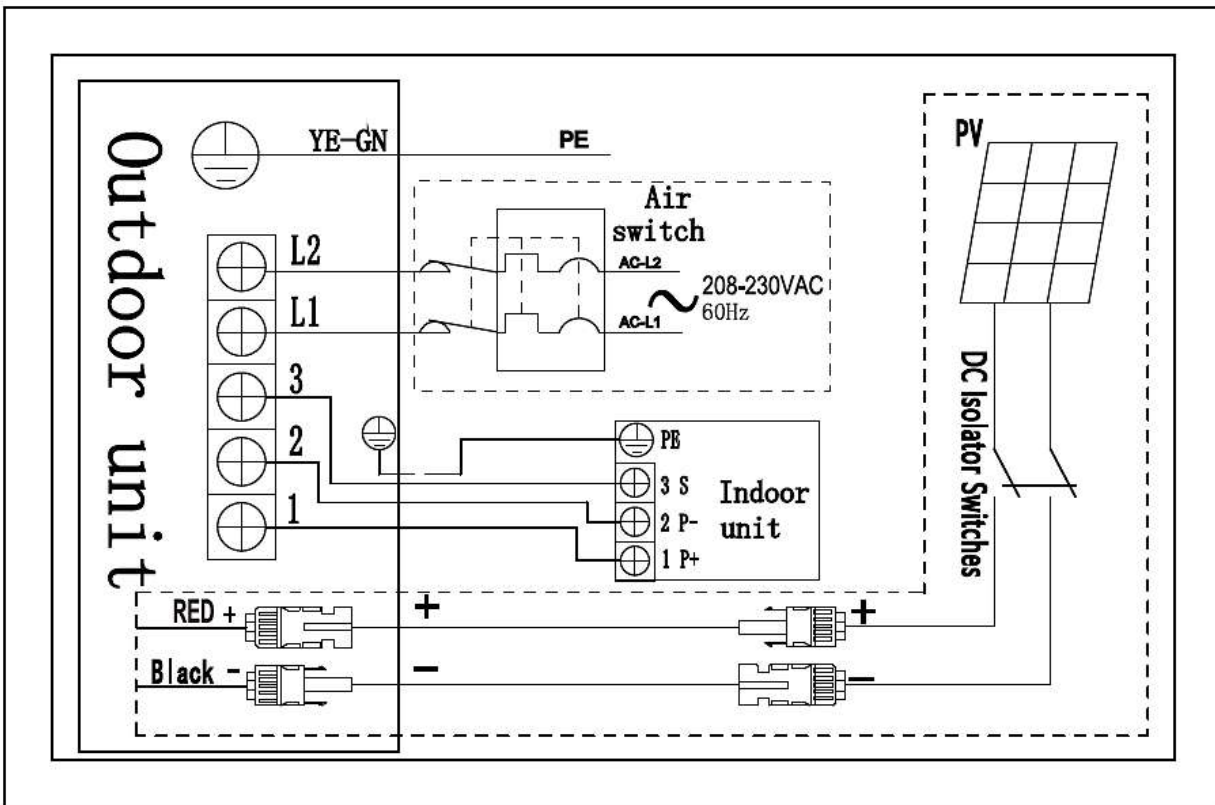 Outdoor unit
YE-GN
PE
L2
L1
3
2
1
Air
switch
AC-L2
AC-L1
208-230VAC
60Hz
PE
3 S
2 P-
1 P+
Indoor
unit
PV
DC Isolator Switches
RED +
+
+
Black -
-
-